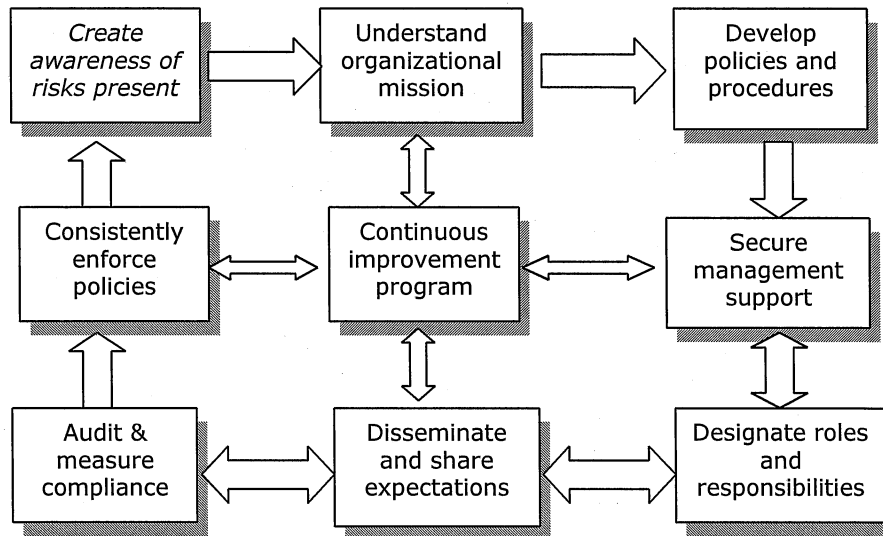 Create
awareness of
risks present
Understand
organizational
mission
Develop
policies and
procedures
Consistently
enforce
policies
Continuous
improvement
program
Secure
management
support
Audit &
measure
compliance
Disseminate
and share
expectations
Designate roles
and
responsibilities